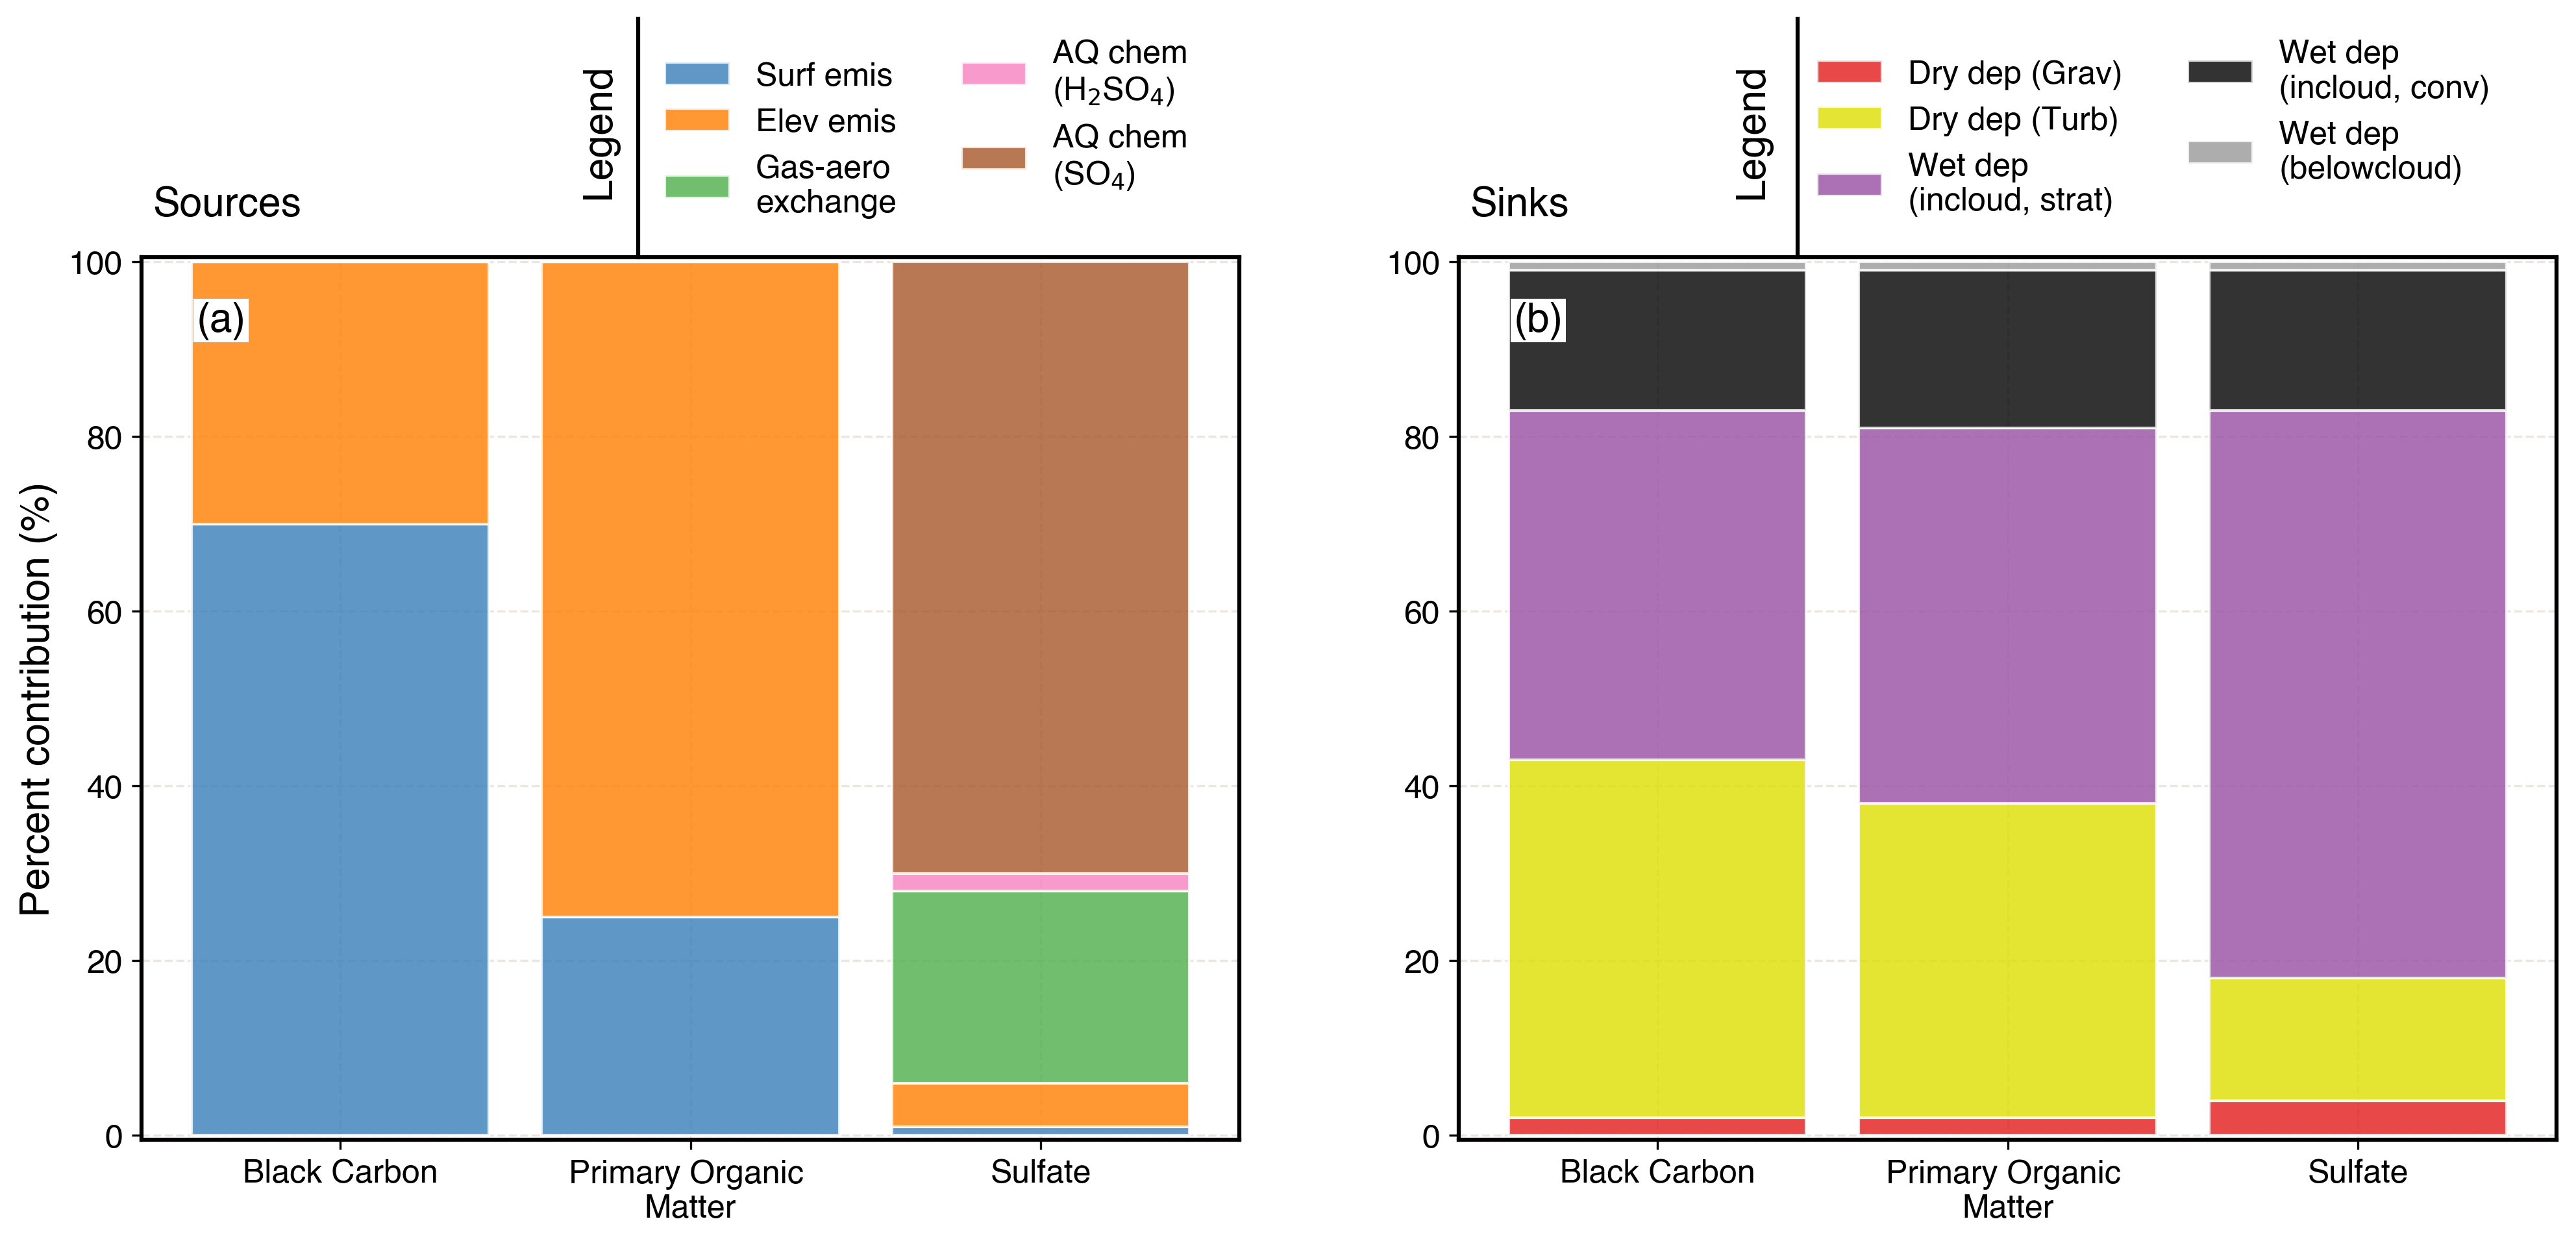 Sources
Legend
Surf emis
Elev emis
Gas-aero
exchange
AQ chem
(H₂SO₄)
AQ chem
(SO₄)
Percent contribution (%)
100
80
60
40
20
0
(a)
Black Carbon
Primary Organic
Matter
Sulfate
Sinks
Legend
Dry dep (Grav)
Dry dep (Turb)
Wet dep
(incloud, strat)
Wet dep
(incloud, conv)
Wet dep
(belowcloud)
100
80
60
40
20
0
(b)
Black Carbon
Primary Organic
Matter
Sulfate